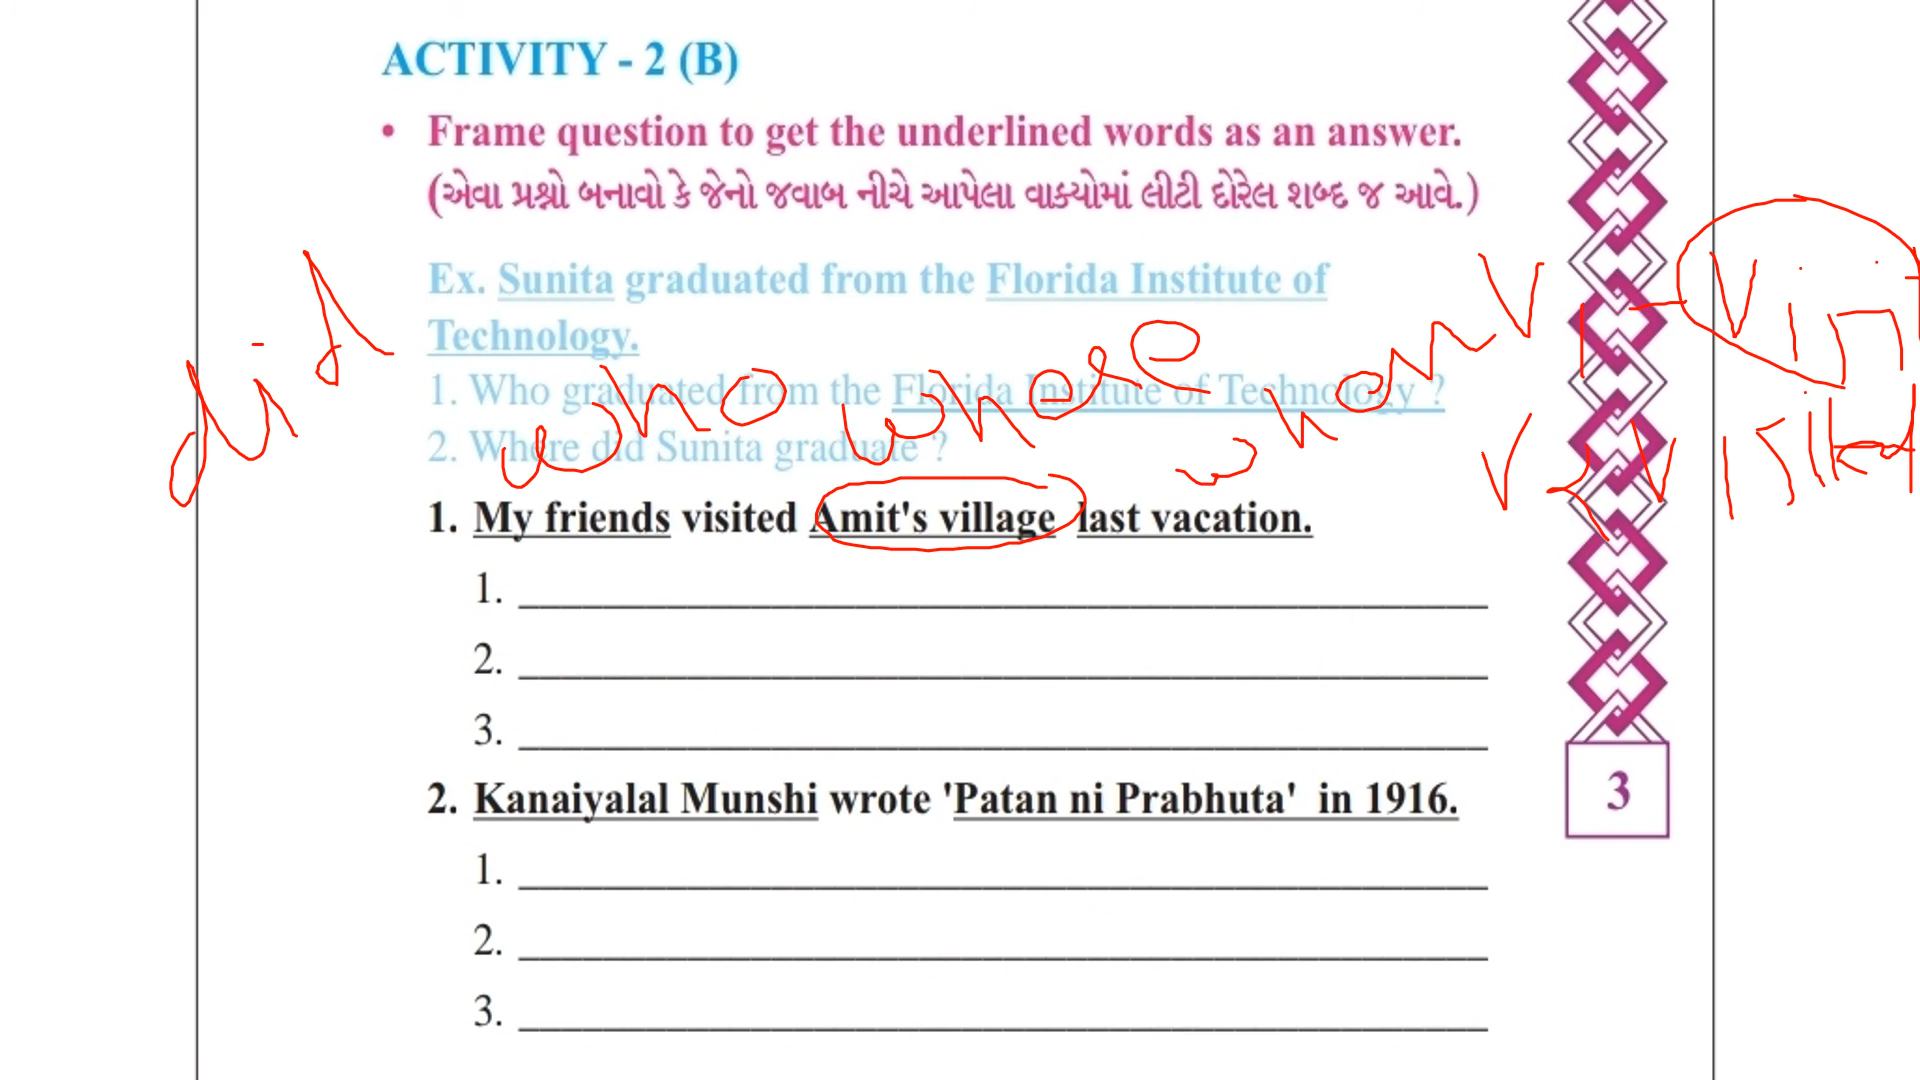 ACTIVITY - 2 (B)
• Frame question to get the underlined words as an answer.
(એવા પ્રશ્નો બનાવો કે જેનો જવાબ નીચે આપેલા વાક્યોમાં લીટી દોરેલ શબ્દ જ આવે.)
Ex. Sunita graduated from the Florida Institute of
Technology.
1. Who graduated from the Florida Institute of Technology ?
2. Where did Sunita graduate ?
did
who where when
V1
V2 visited
1. My friends visited Amit's village last vacation.
1.
2.
3.
2. Kanaiyalal Munshi wrote 'Patan ni Prabhuta' in 1916.
1.
2.
3.
3